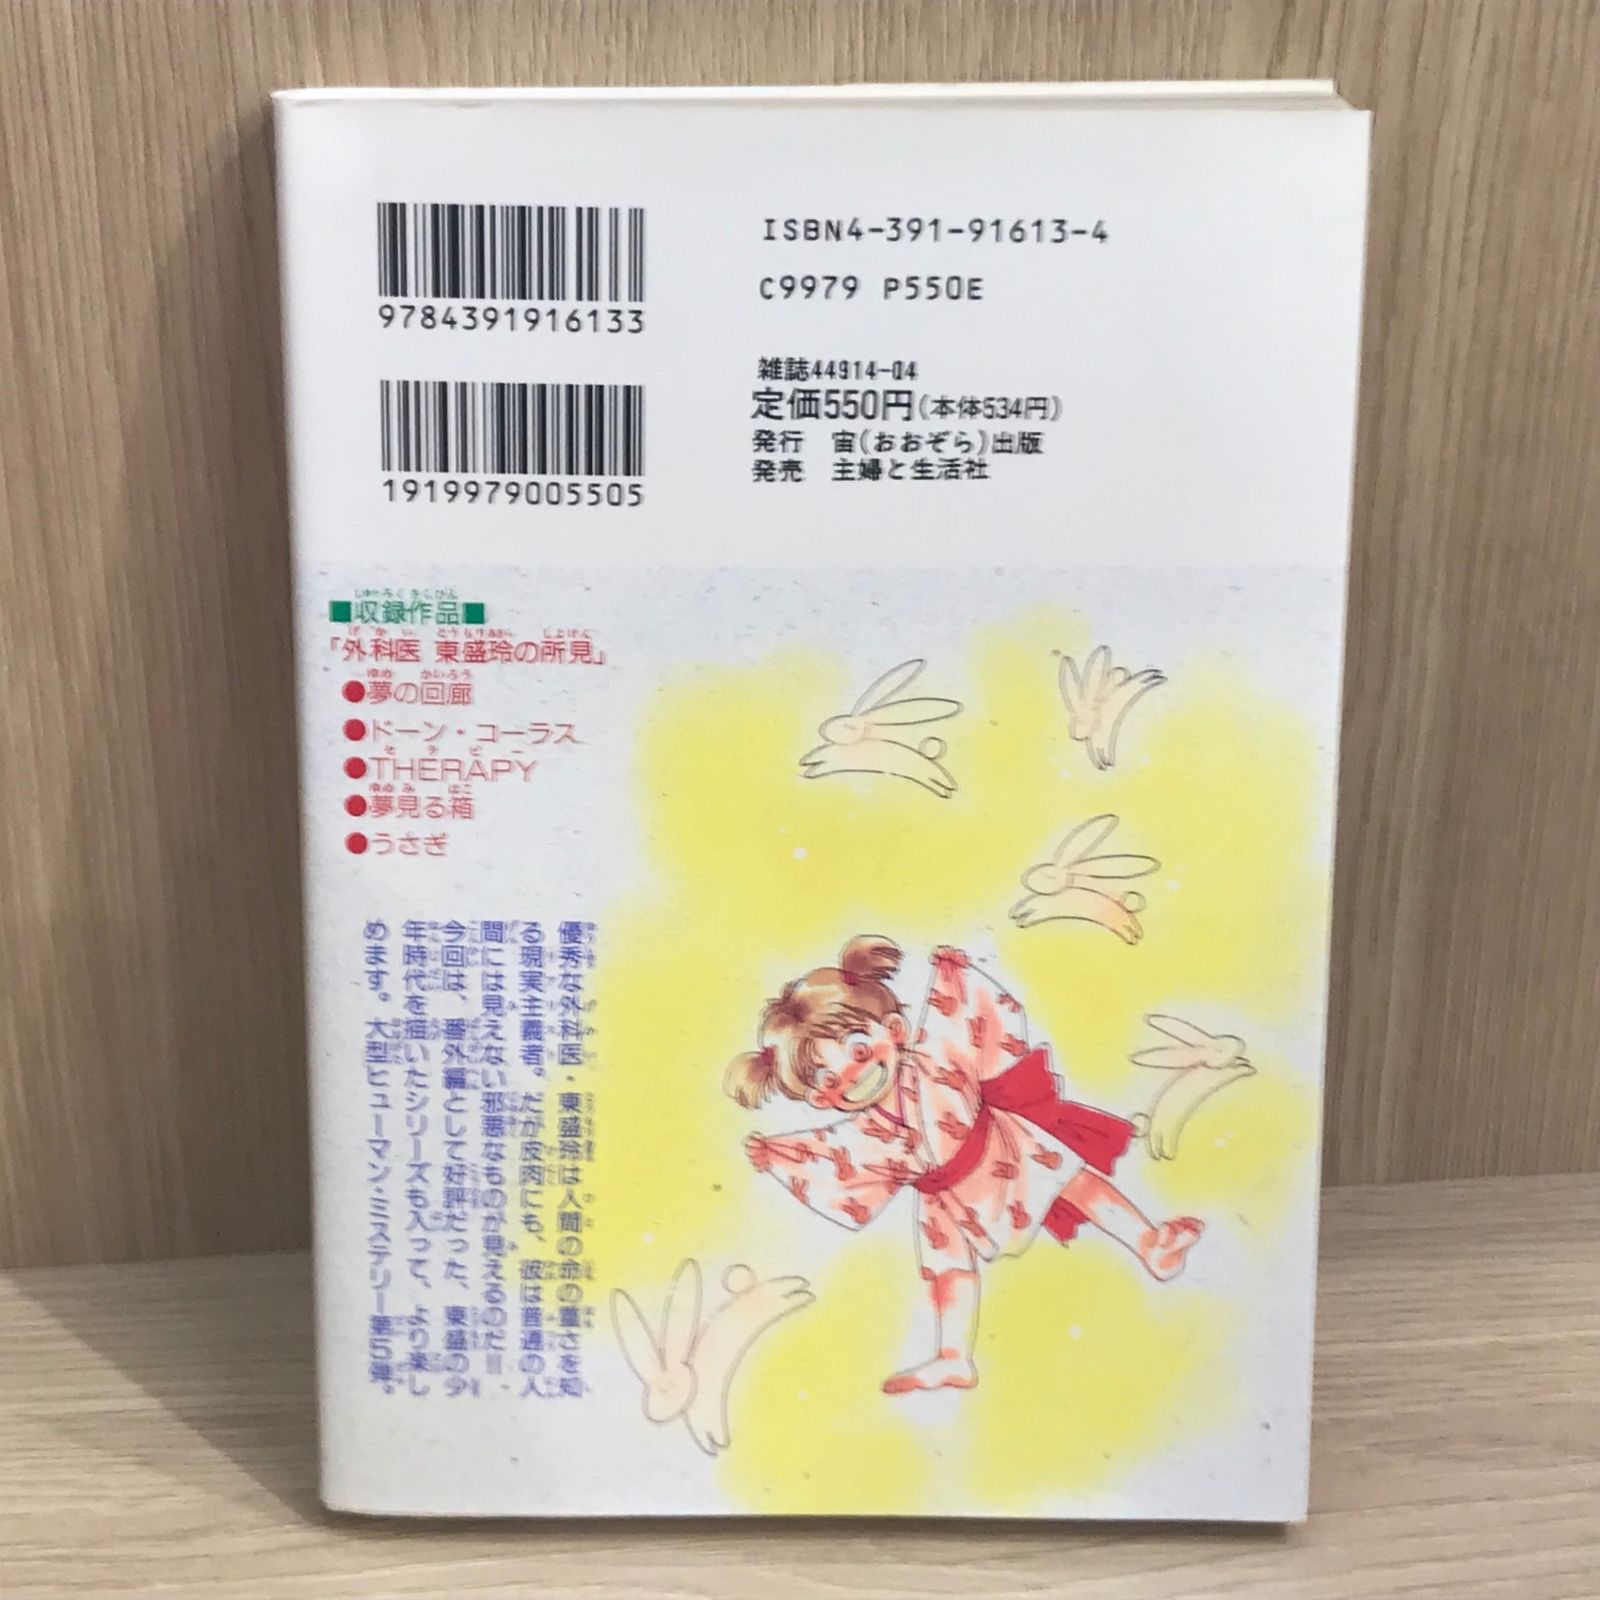 9784391916133
ISBN4-391-91613-4
C9979 P550E
1919979005505
雑誌44914-04
定価550円(本体534円)
発行 宙(おおぞら)出版
発売 主婦と生活社
■収録作品■
「外科医 東盛玲の所見」
●夢の回廊
●ドーン・コーラス
●THERAPY
●夢見る箱
●うさぎ
優秀な外科医・東盛玲は人間の命の重さを知
る現実主義者。だが皮肉にも、彼は普通の人
間には見えない邪悪なものが見えるのだ!!
今回は、番外編として好評だった、東盛の少
年時代を描いたシリーズも入って、より楽し
めます。大型ヒューマン・ミステリー第5弾。